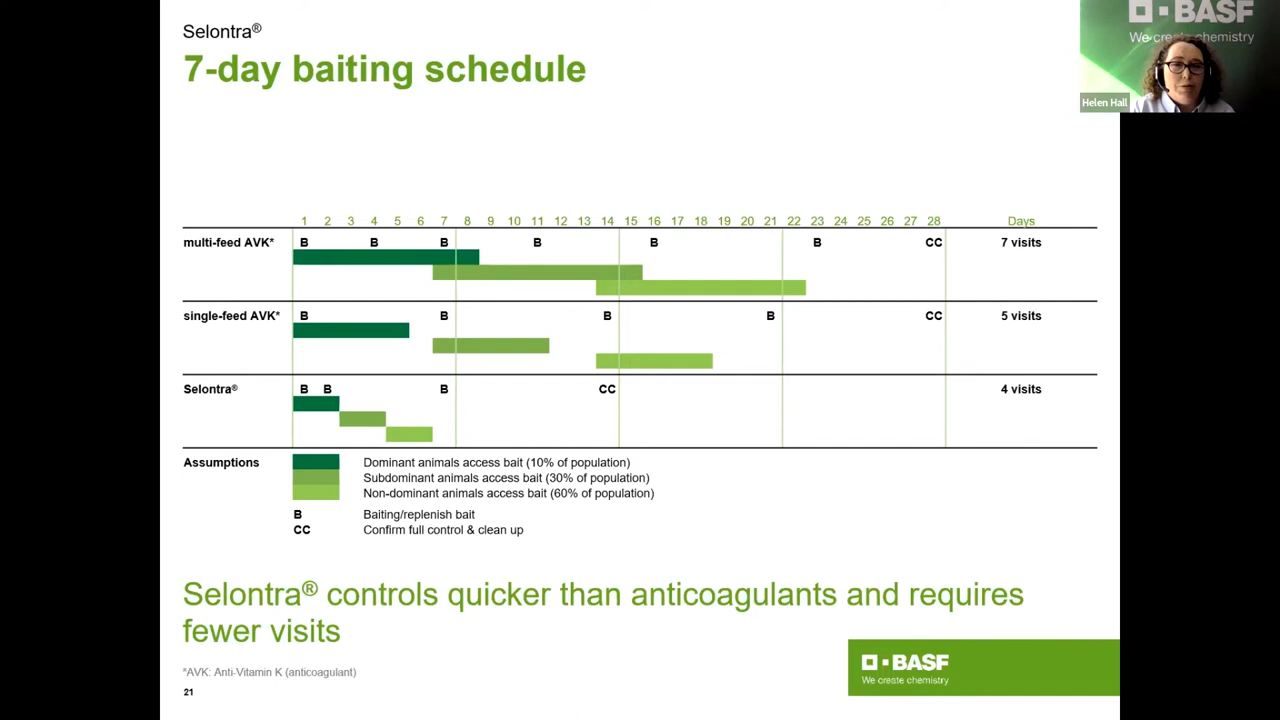 Selontra®
7-day baiting schedule
BASF
We create chemistry
Helen Hall
1 2 3 4 5 6 7 8 9 10 11 12 13 14 15 16 17 18 19 20 21 22 23 24 25 26 27 28 Days
multi-feed AVK* B B B B B B CC 7 visits
single-feed AVK* B B B B CC 5 visits
Selontra® B B B CC 4 visits
Assumptions Dominant animals access bait (10% of population)
Subdominant animals access bait (30% of population)
Non-dominant animals access bait (60% of population)
B Baiting/replenish bait
CC Confirm full control & clean up
Selontra® controls quicker than anticoagulants and requires
fewer visits
*AVK: Anti-Vitamin K (anticoagulant)
21
BASF
We create chemistry